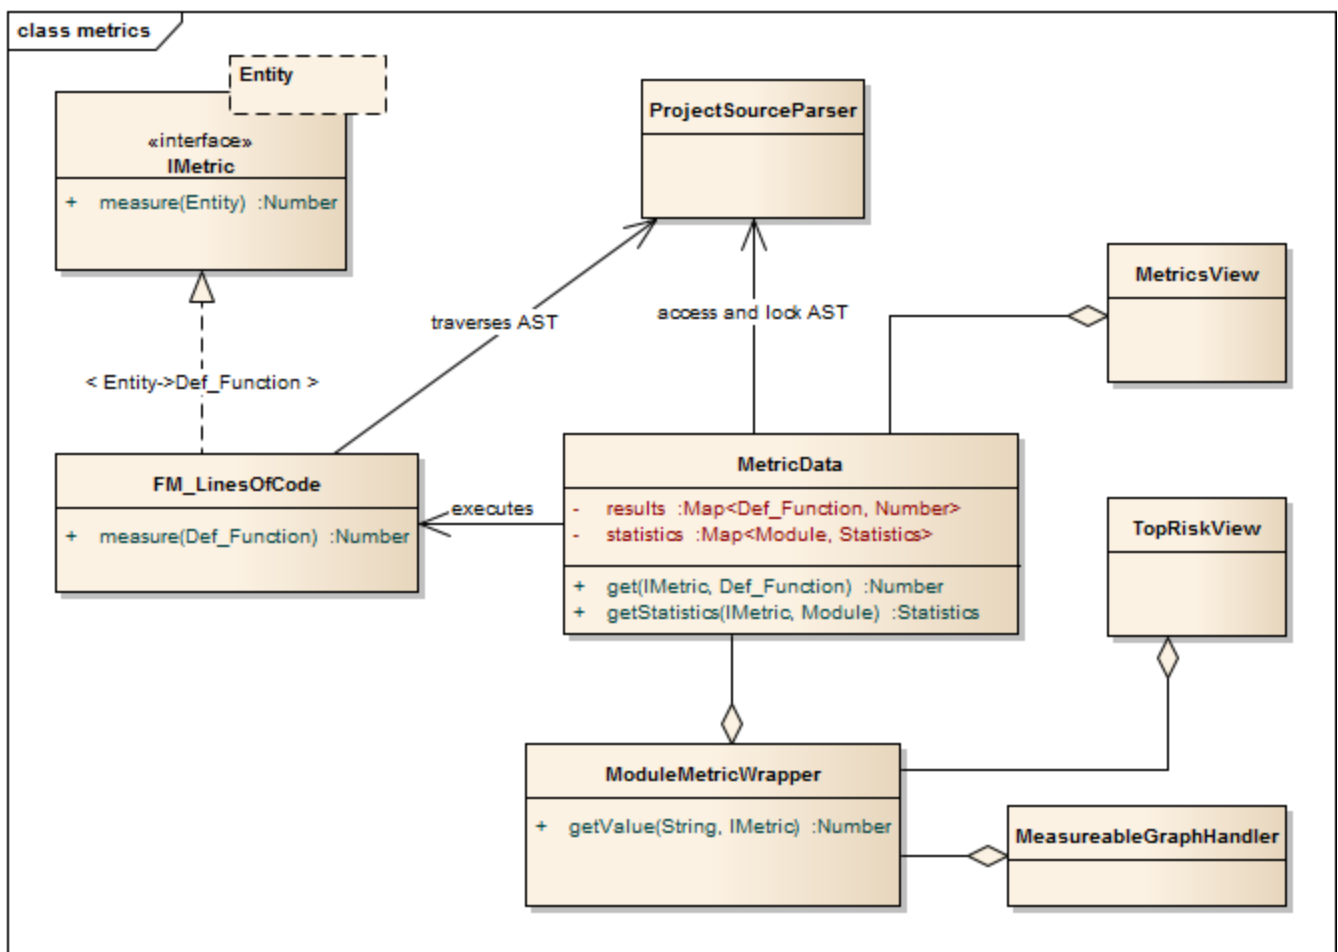 class metrics
Entity
«interface»
IMetric
+ measure(Entity) :Number
ProjectSourceParser
MetricsView
traverses AST
access and lock AST
< Entity->Def_Function >
FM_LinesOfCode
+ measure(Def_Function) :Number
executes
MetricData
- results :Map<Def_Function, Number>
- statistics :Map<Module, Statistics>
+ get(IMetric, Def_Function) :Number
+ getStatistics(IMetric, Module) :Statistics
TopRiskView
ModuleMetricWrapper
+ getValue(String, IMetric) :Number
MeasureableGraphHandler